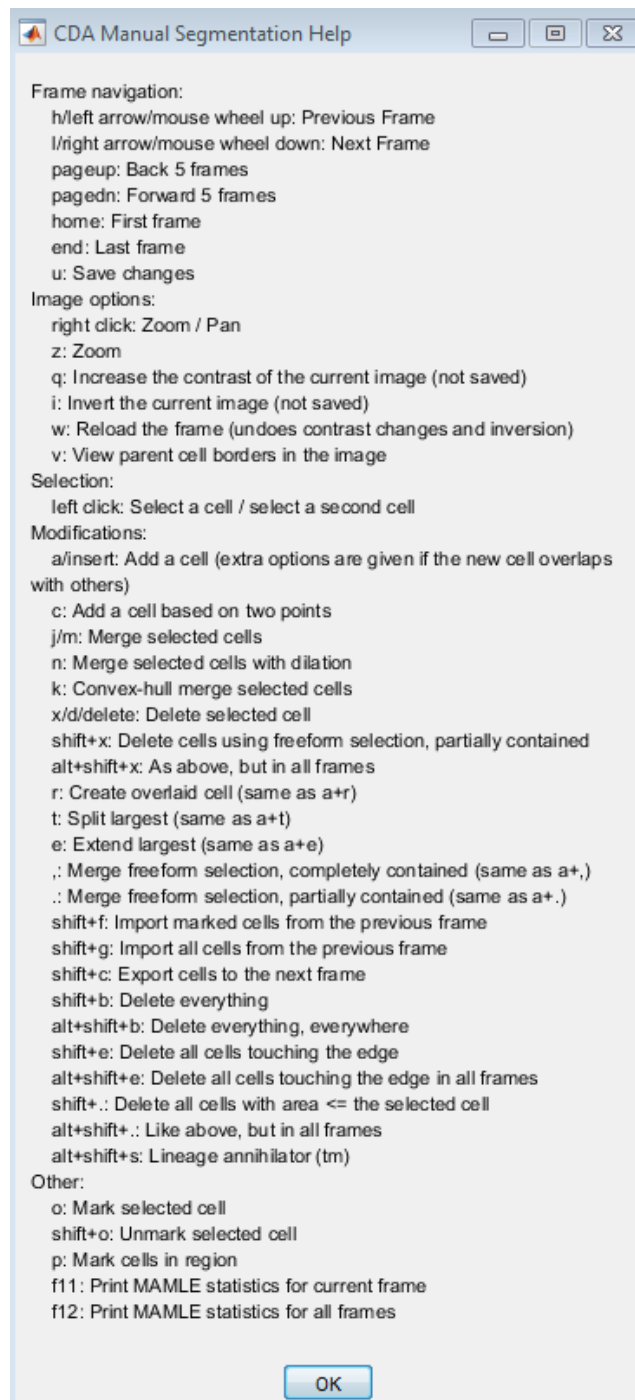 CDA Manual Segmentation Help
Frame navigation:
h/left arrow/mouse wheel up: Previous Frame
l/right arrow/mouse wheel down: Next Frame
pageup: Back 5 frames
pagedn: Forward 5 frames
home: First frame
end: Last frame
u: Save changes
Image options:
right click: Zoom / Pan
z: Zoom
q: Increase the contrast of the current image (not saved)
i: Invert the current image (not saved)
w: Reload the frame (undoes contrast changes and inversion)
v: View parent cell borders in the image
Selection:
left click: Select a cell / select a second cell
Modifications:
a/insert: Add a cell (extra options are given if the new cell overlaps
with others)
c: Add a cell based on two points
j/m: Merge selected cells
n: Merge selected cells with dilation
k: Convex-hull merge selected cells
x/d/delete: Delete selected cell
shift+x: Delete cells using freeform selection, partially contained
alt+shift+x: As above, but in all frames
r: Create overlaid cell (same as a+r)
t: Split largest (same as a+t)
e: Extend largest (same as a+e)
,: Merge freeform selection, completely contained (same as a+,)
.: Merge freeform selection, partially contained (same as a+.)
shift+f: Import marked cells from the previous frame
shift+g: Import all cells from the previous frame
shift+c: Export cells to the next frame
shift+b: Delete everything
alt+shift+b: Delete everything, everywhere
shift+e: Delete all cells touching the edge
alt+shift+e: Delete all cells touching the edge in all frames
shift+.: Delete all cells with area <= the selected cell
alt+shift+.: Like above, but in all frames
alt+shift+s: Lineage annihilator (tm)
Other:
o: Mark selected cell
shift+o: Unmark selected cell
p: Mark cells in region
f11: Print MAMLE statistics for current frame
f12: Print MAMLE statistics for all frames
OK